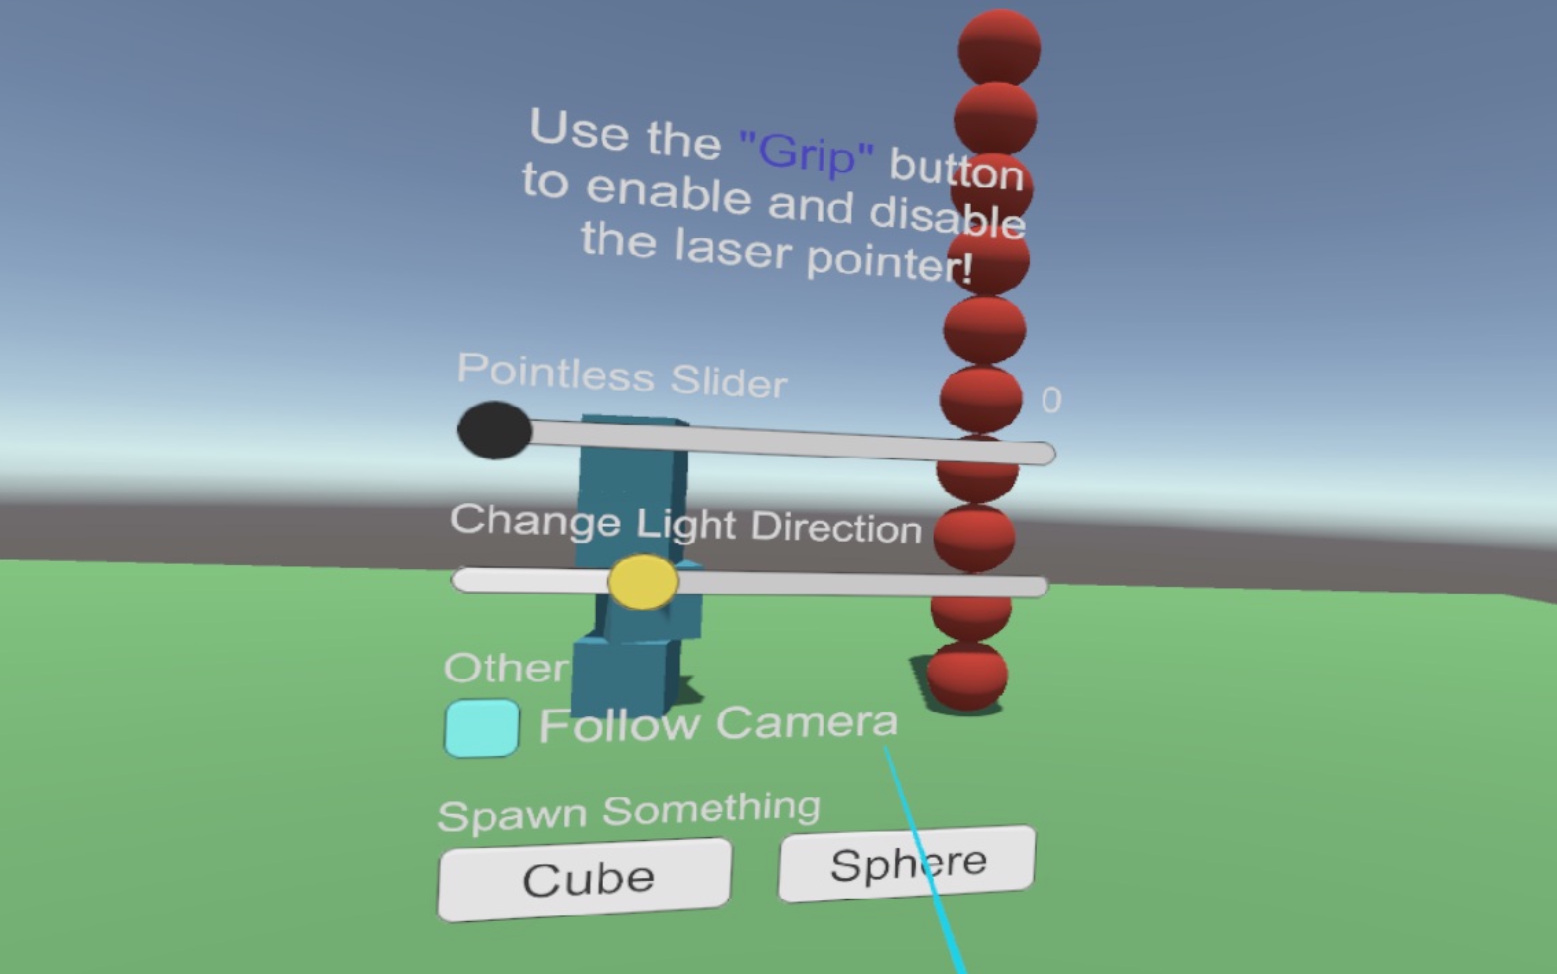 Use the "Grip" button
to enable and disable
the laser pointer!
Pointless Slider
0
Change Light Direction
Other
Follow Camera
Spawn Something
Cube
Sphere